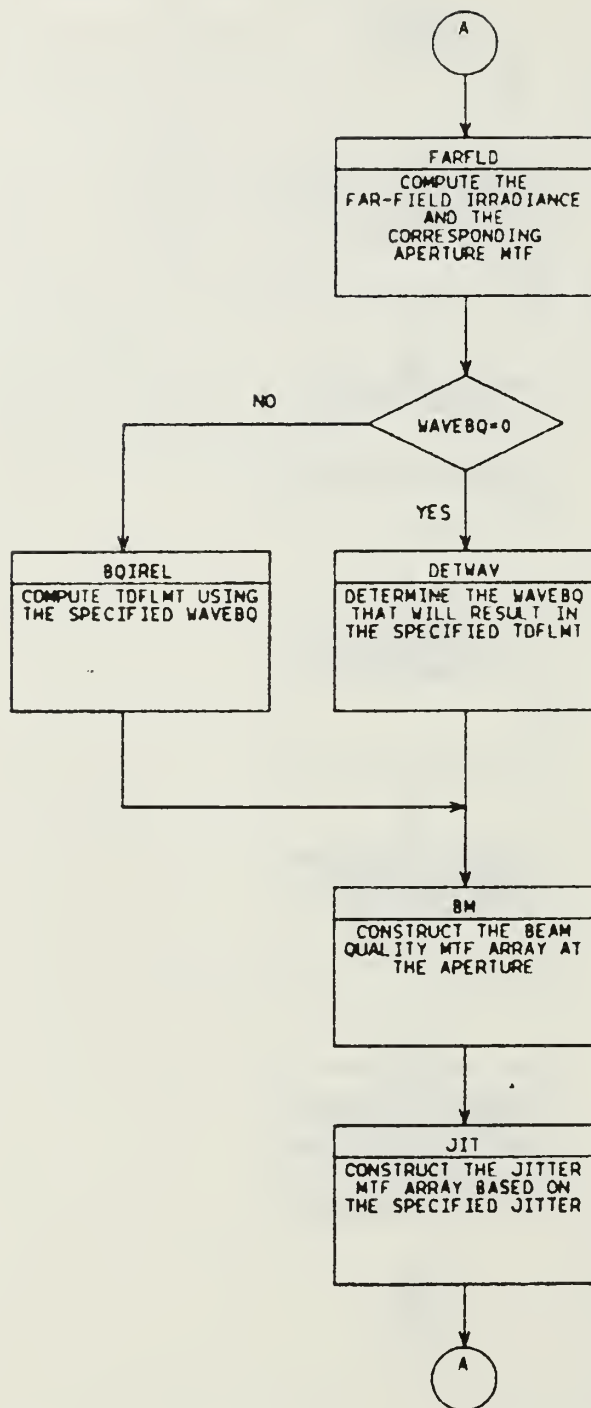 A
FARFLD
COMPUTE THE
FAR-FIELD IRRADIANCE
AND THE
CORRESPONDING
APERTURE MTF
NO
WAVEBQ=0
YES
BQIREL
COMPUTE TDFLMT USING
THE SPECIFIED WAVEBQ
DETWAV
DETERMINE THE WAVEBQ
THAT WILL RESULT IN
THE SPECIFIED TDFLMT
BM
CONSTRUCT THE BEAM
QUALITY MTF ARRAY AT
THE APERTURE
JIT
CONSTRUCT THE JITTER
MTF ARRAY BASED ON
THE SPECIFIED JITTER
A